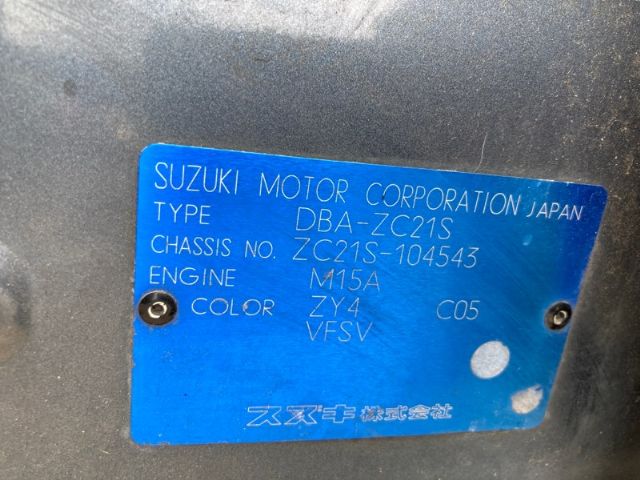 SUZUKI MOTOR CORPORATION JAPAN
TYPE DBA-ZC21S
CHASSIS NO. ZC21S-104543
ENGINE M15A
COLOR ZY4 C05
VFSV
スズキ株式会社